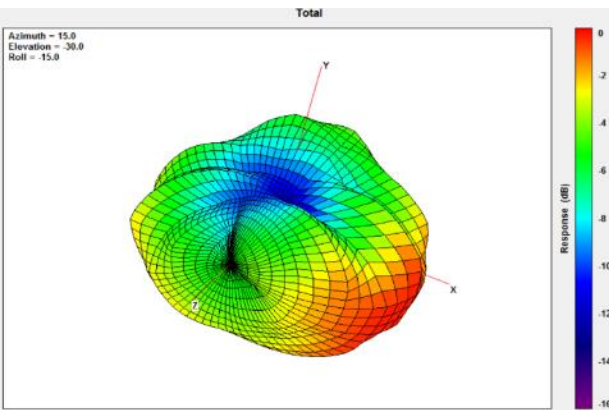 Total
Azimuth = 15.0
Elevation = -30.0
Roll = -15.0
Y
X
Z
0
-2
-4
-6
-8
-10
-12
-14
-16
Response (dB)